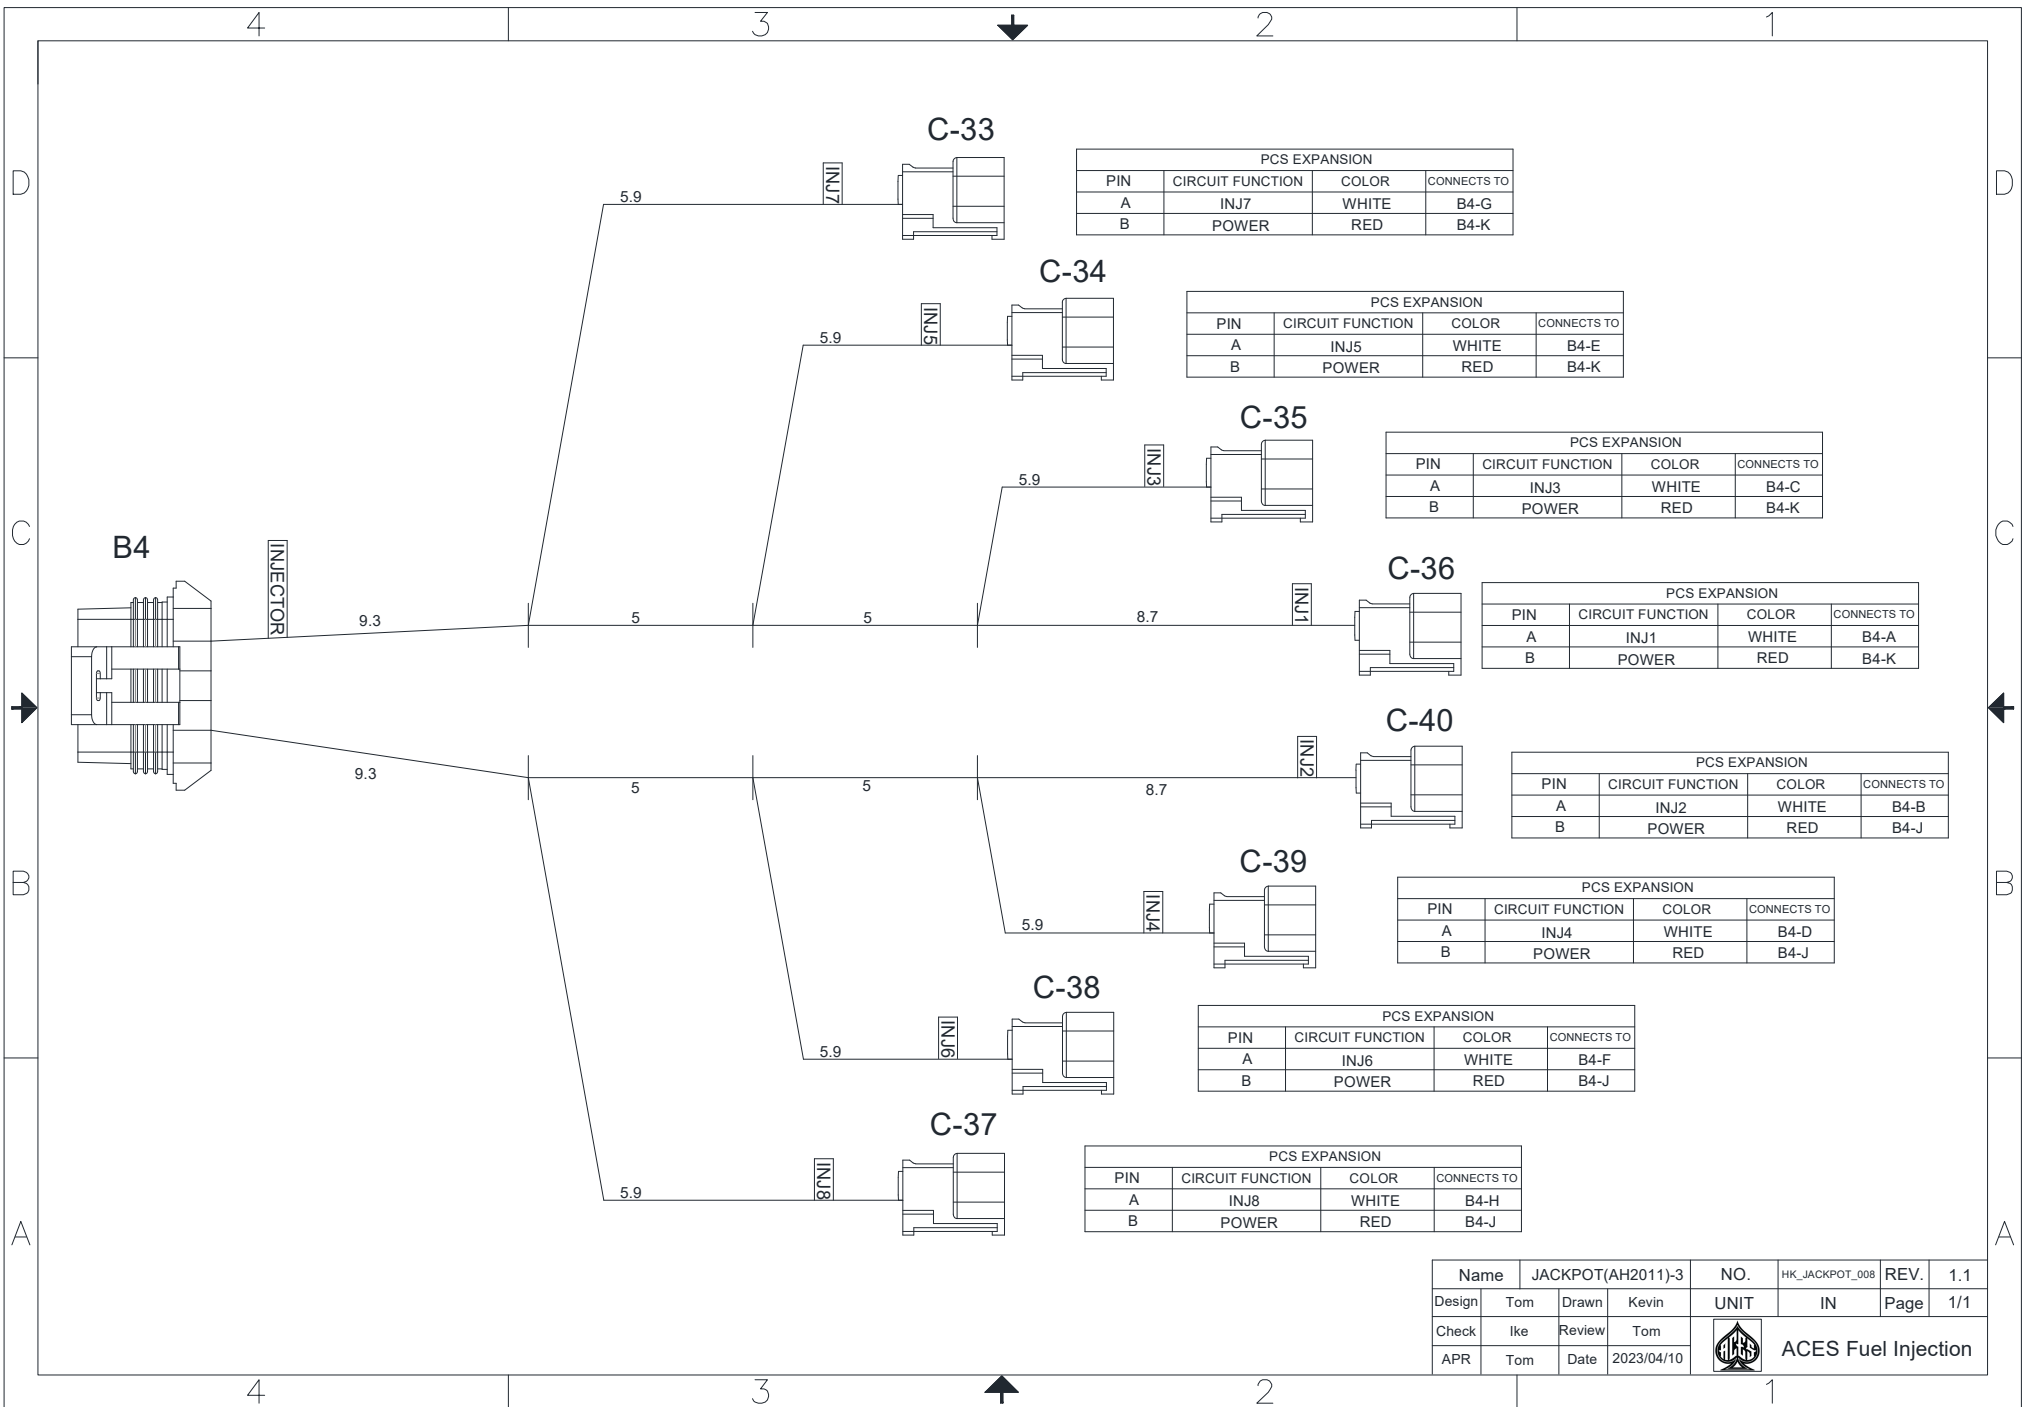 4 3 2 1
D D
C C
B B
A A
C-33
INJ7
5.9
PCS EXPANSION
PIN CIRCUIT FUNCTION COLOR CONNECTS TO
A INJ7 WHITE B4-G
B POWER RED B4-K
C-34
INJ5
5.9
PCS EXPANSION
PIN CIRCUIT FUNCTION COLOR CONNECTS TO
A INJ5 WHITE B4-E
B POWER RED B4-K
C-35
INJ3
5.9
PCS EXPANSION
PIN CIRCUIT FUNCTION COLOR CONNECTS TO
A INJ3 WHITE B4-C
B POWER RED B4-K
B4
INJECTOR
9.3 5 5 8.7
INJ1
C-36
PCS EXPANSION
PIN CIRCUIT FUNCTION COLOR CONNECTS TO
A INJ1 WHITE B4-A
B POWER RED B4-K
9.3 5 5 8.7
INJ2
C-40
PCS EXPANSION
PIN CIRCUIT FUNCTION COLOR CONNECTS TO
A INJ2 WHITE B4-B
B POWER RED B4-J
C-39
INJ4
5.9
PCS EXPANSION
PIN CIRCUIT FUNCTION COLOR CONNECTS TO
A INJ4 WHITE B4-D
B POWER RED B4-J
C-38
INJ6
5.9
PCS EXPANSION
PIN CIRCUIT FUNCTION COLOR CONNECTS TO
A INJ6 WHITE B4-F
B POWER RED B4-J
C-37
INJ8
5.9
PCS EXPANSION
PIN CIRCUIT FUNCTION COLOR CONNECTS TO
A INJ8 WHITE B4-H
B POWER RED B4-J
Name JACKPOT(AH2011)-3 NO. HK_JACKPOT_008 REV. 1.1
Design Tom Drawn Kevin UNIT IN Page 1/1
Check Ike Review Tom
APR Tom Date 2023/04/10
ACES
ACES Fuel Injection
4 3 2 1